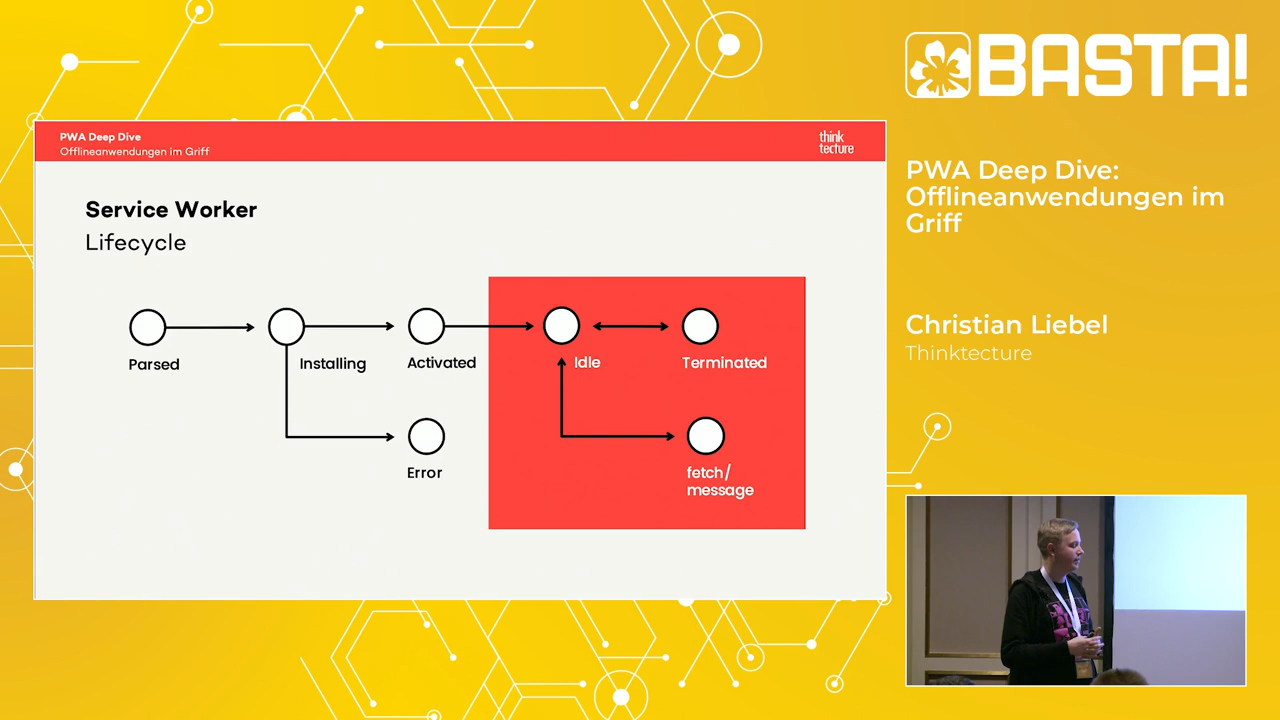 BASTA!
PWA Deep Dive
Offlineanwendungen im Griff
think
tecture
Service Worker
Lifecycle
Parsed
Installing
Activated
Idle
Terminated
Error
fetch/
message
PWA Deep Dive:
Offlineanwendungen im
Griff
Christian Liebel
Thinktecture